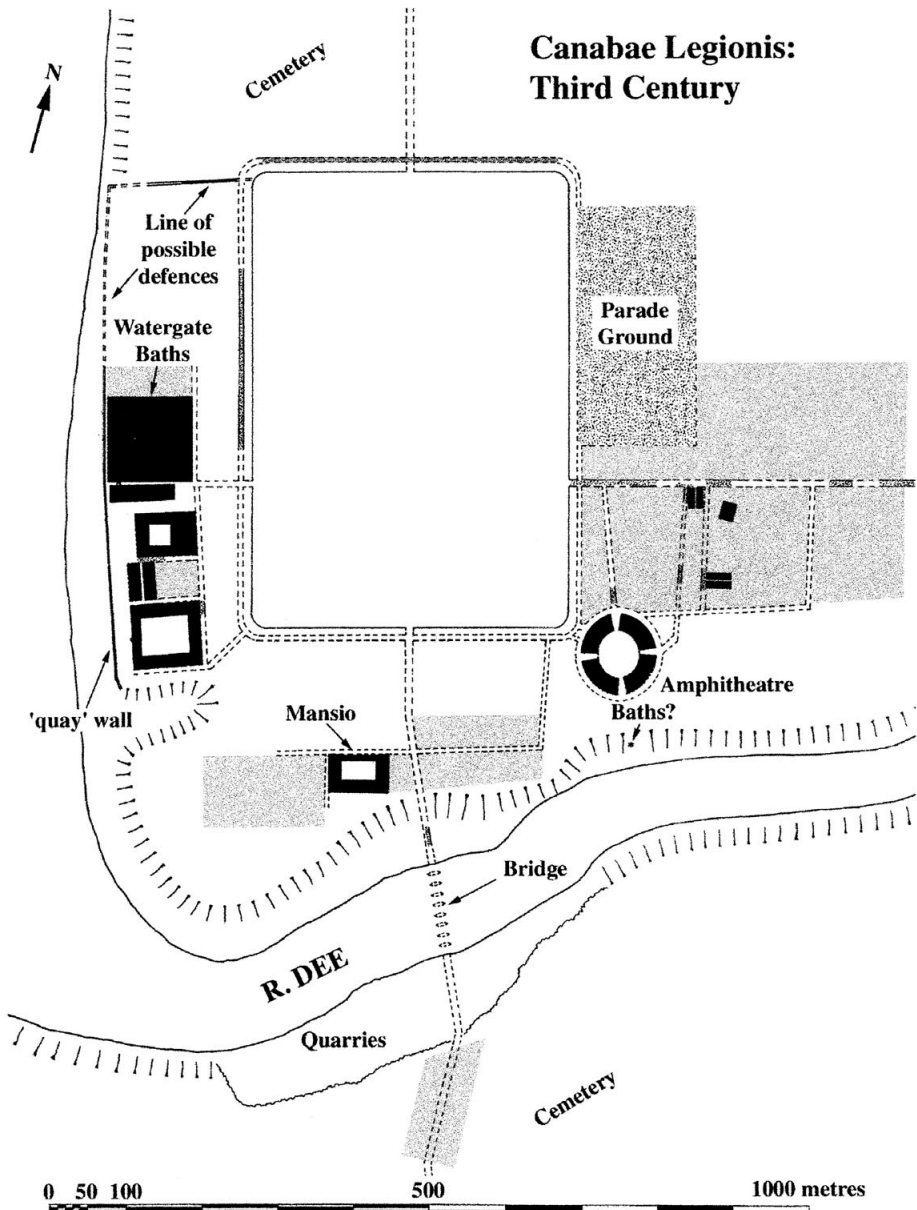 Canabae Legionis:
Third Century
N
Cemetery
Line of
possible
defences
Watergate
Baths
Parade
Ground
'quay' wall
Mansio
Amphitheatre
Baths?
Bridge
R. DEE
Quarries
Cemetery
0 50 100 500 1000 metres